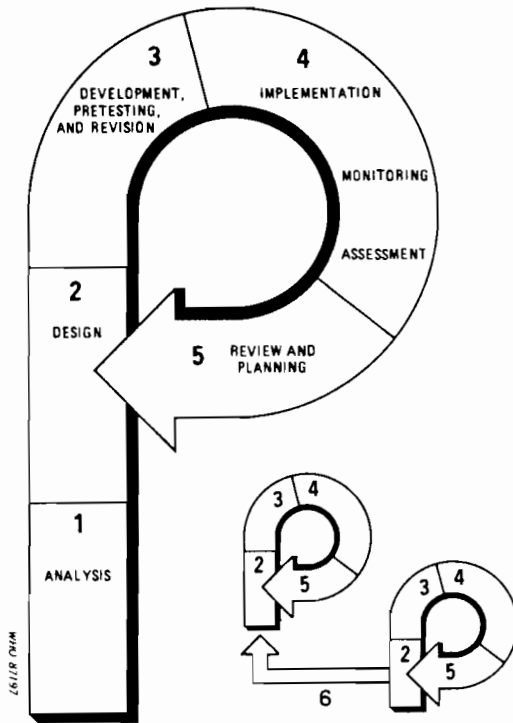 3
DEVELOPMENT,
PRETESTING,
AND REVISION
4
IMPLEMENTATION
MONITORING
ASSESSMENT
2
DESIGN
5 REVIEW AND
PLANNING
1
ANALYSIS
3 4
2
5
3 4
2
5
6
WHO 87197